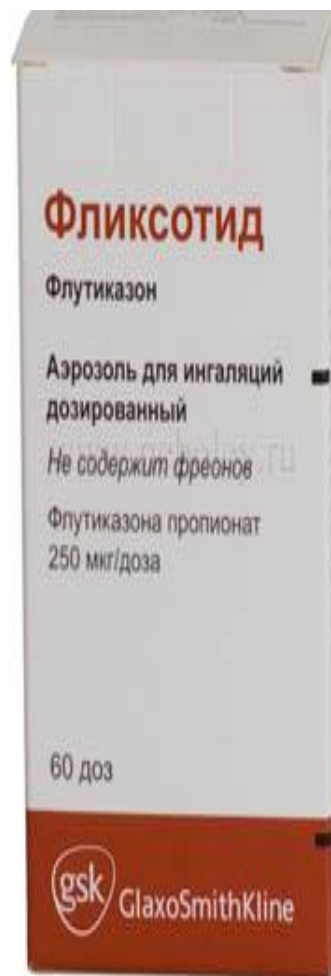 Фликсотид
Флутиказон
Аэрозоль для ингаляций
дозированный
Не содержит фреонов
Флутиказона пропионат
250 мкг/доза
60 доз
gsk GlaxoSmithKline